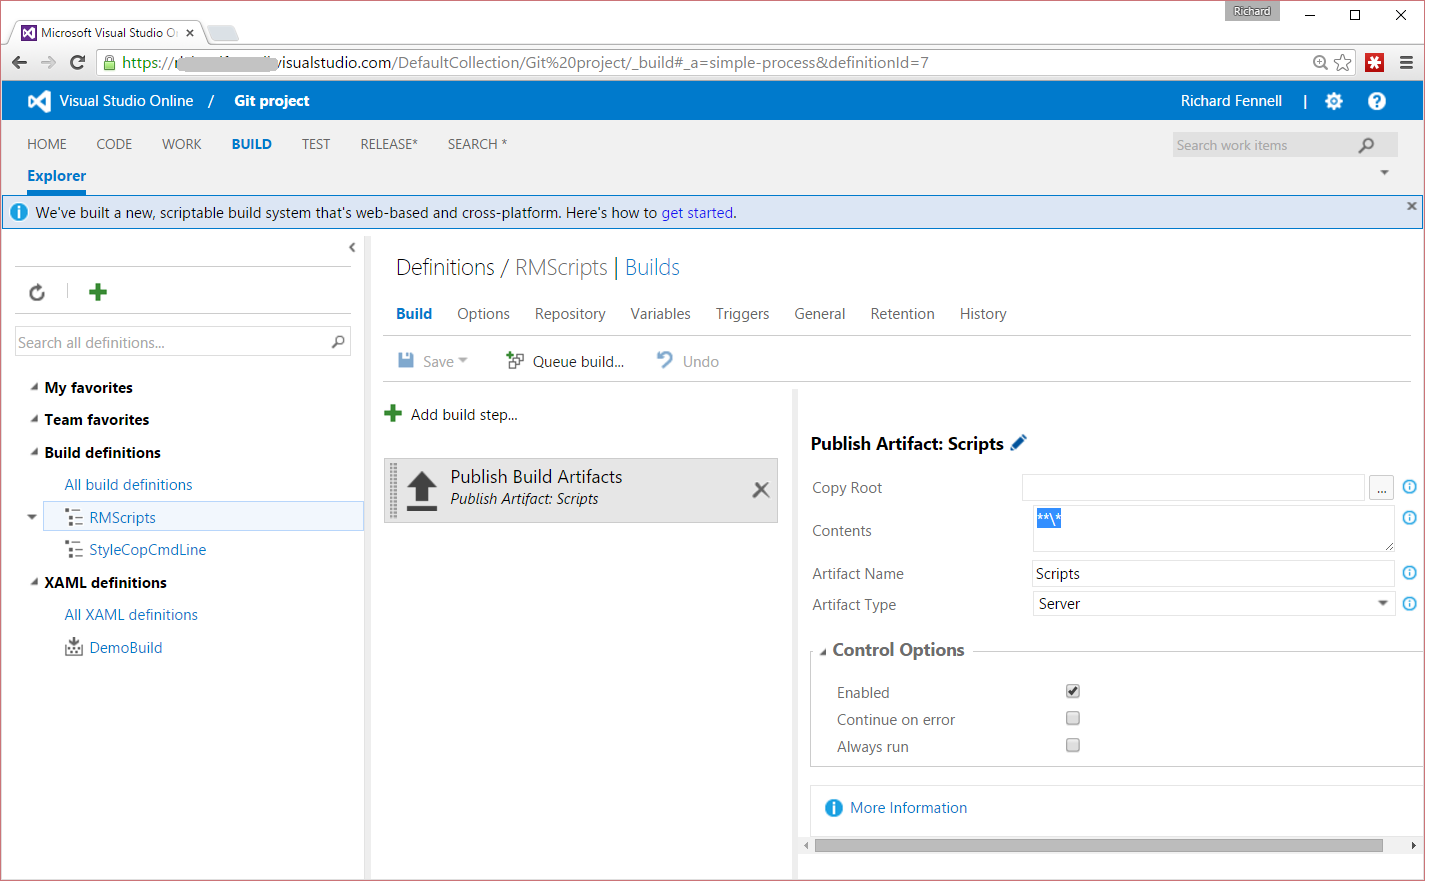 Richard
Microsoft Visual Studio O
https://visualstudio.com/DefaultCollection/Git%20project/_build#_a=simple-process&definitionId=7
Visual Studio Online / Git project
Richard Fennell |
HOME CODE WORK BUILD TEST RELEASE* SEARCH *
Search work items
Explorer
We've built a new, scriptable build system that's web-based and cross-platform. Here's how to get started.
Search all definitions...
My favorites
Team favorites
Build definitions
All build definitions
RMScripts
StyleCopCmdLine
XAML definitions
All XAML definitions
DemoBuild
Definitions / RMScripts | Builds
Build Options Repository Variables Triggers General Retention History
Save Queue build... Undo
Add build step...
Publish Build Artifacts
Publish Artifact: Scripts
Publish Artifact: Scripts
Copy Root ...
Contents **\*
Artifact Name Scripts
Artifact Type Server
Control Options
Enabled
Continue on error
Always run
More Information